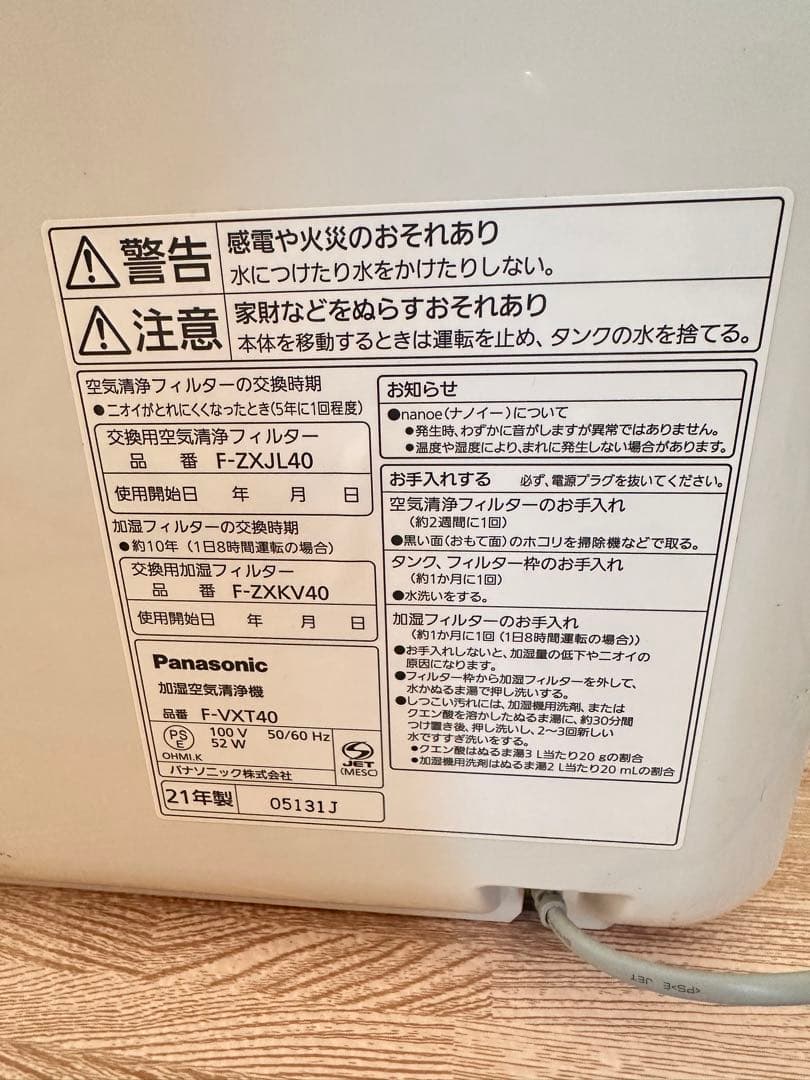 警告
感電や火災のおそれあり
水につけたり水をかけたりしない。
注意
家財などをぬらすおそれあり
本体を移動するときは運転を止め、タンクの水を捨てる。
空気清浄フィルターの交換時期
●ニオイがとれにくくなったとき(5年に1回程度)
交換用空気清浄フィルター
品 番 F-ZXJL40
使用開始日 年 月 日
加湿フィルターの交換時期
●約10年(1日8時間運転の場合)
交換用加湿フィルター
品 番 F-ZXKV40
使用開始日 年 月 日
Panasonic
加湿空気清浄機
品番 F-VXT40
PS
E
100 V 50/60 Hz
52 W
OHMI.K
JET
(MESC)
パナソニック株式会社
21年製 05131J
お知らせ
●nanoe(ナノイー)について
●発生時、わずかに音がしますが異常ではありません。
●温度や湿度により、まれに発生しない場合があります。
お手入れする 必ず、電源プラグを抜いてください。
空気清浄フィルターのお手入れ
(約2週間に1回)
●黒い面(おもて面)のホコリを掃除機などで取る。
タンク、フィルター枠のお手入れ
(約1か月に1回)
●水洗いをする。
加湿フィルターのお手入れ
(約1か月に1回(1日8時間運転の場合))
●お手入れしないと、加湿量の低下やニオイの
原因になります。
●フィルター枠から加湿フィルターを外して、
水かぬるま湯で押し洗いする。
●しつこい汚れには、加湿機用洗剤、または
クエン酸を溶かしたぬるま湯に、約30分間
つけ置き後、押し洗いし、2～3回新しい
水ですすぎ洗いをする。
●クエン酸はぬるま湯3 L当たり20 gの割合
●加湿機用洗剤はぬるま湯2 L当たり20 mLの割合
<PS>E JET